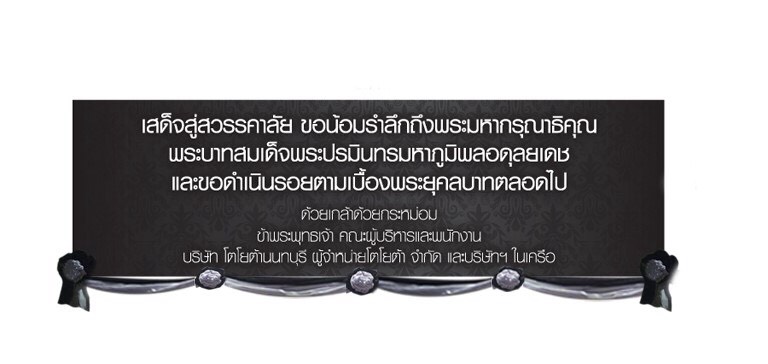 เสด็จสู่สวรรคาลัย ขอน้อมรำลึกถึงพระมหากรุณาธิคุณ
พระบาทสมเด็จพระปรมินทรมหาภูมิพลอดุลยเดช
และขอดำเนินรอยตามเบื้องพระยุคลบาทตลอดไป
ด้วยเกล้าด้วยกระหม่อม
ข้าพระพุทธเจ้า คณะผู้บริหารและพนักงาน
บริษัท โตโยต้านนทบุรี ผู้จำหน่ายโตโยต้า จำกัด และบริษัทฯ ในเครือ